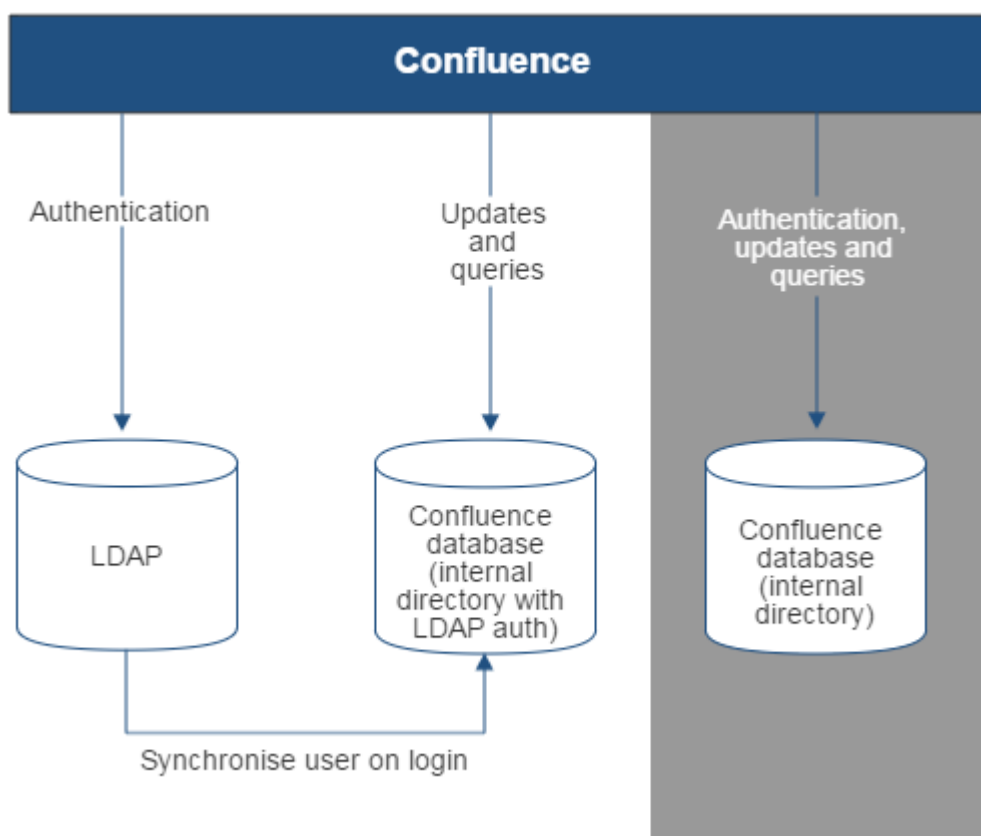 Confluence
Authentication
Updates
and
queries
Authentication,
updates and
queries
LDAP
Confluence
database
(internal
directory with
LDAP auth)
Confluence
database
(internal
directory)
Synchronise user on login